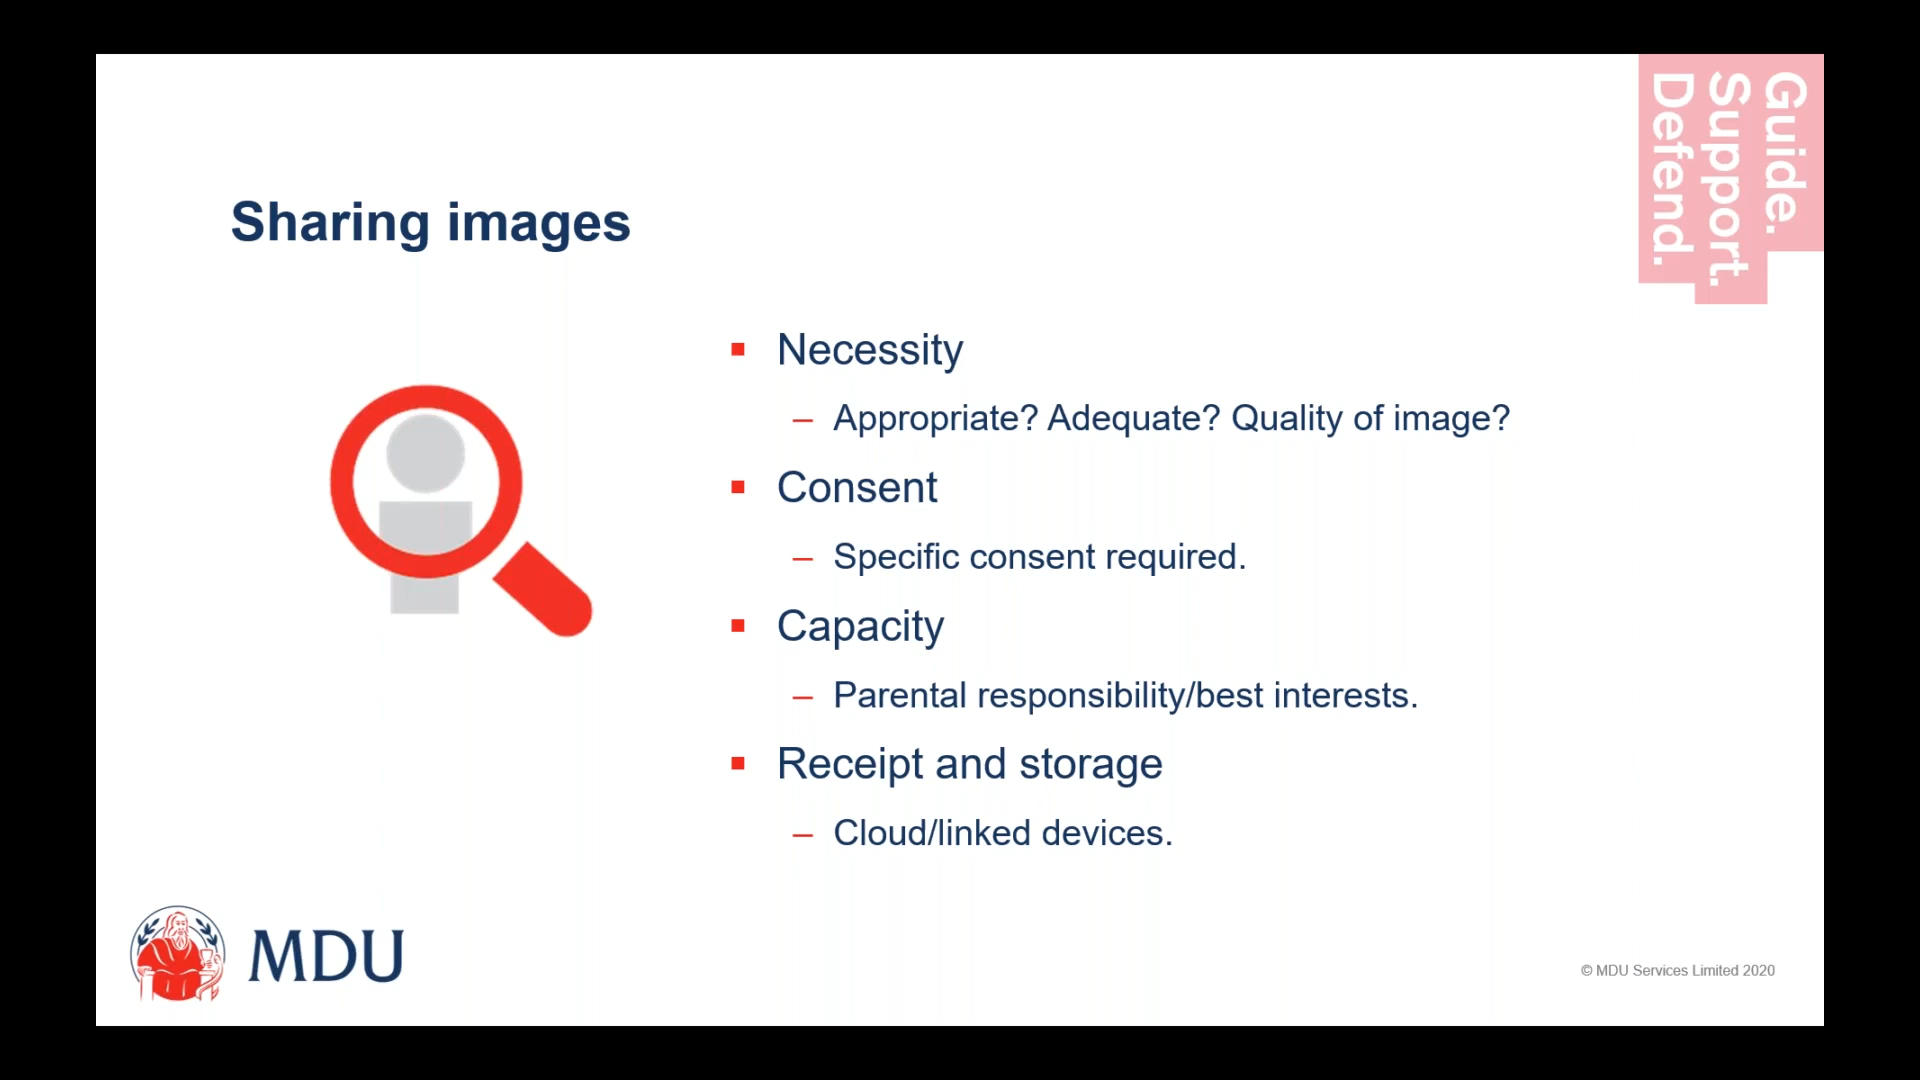 Guide.
Support.
Defend.
Sharing images
Necessity
– Appropriate? Adequate? Quality of image?
Consent
– Specific consent required.
Capacity
– Parental responsibility/best interests.
Receipt and storage
– Cloud/linked devices.
MDU
© MDU Services Limited 2020